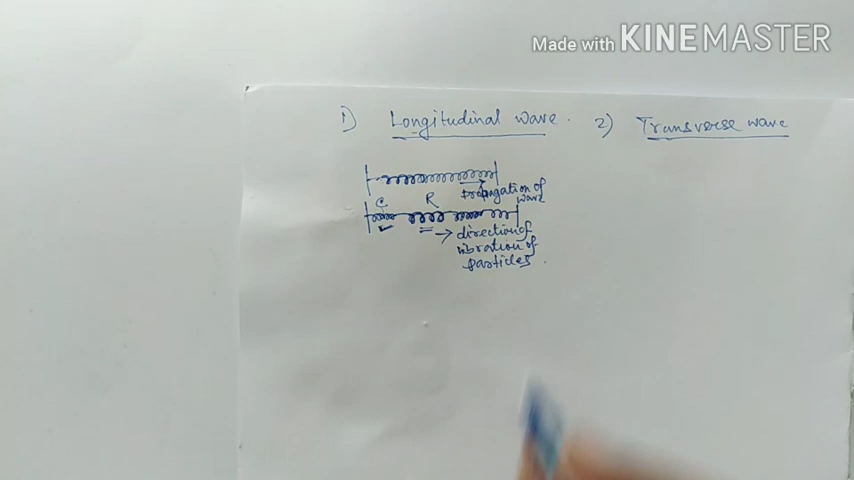 Made with KINEMASTER
1) Longitudinal wave. 2) Transverse wave
Propagation of
wave
C R
→ direction of
vibration of
particles.